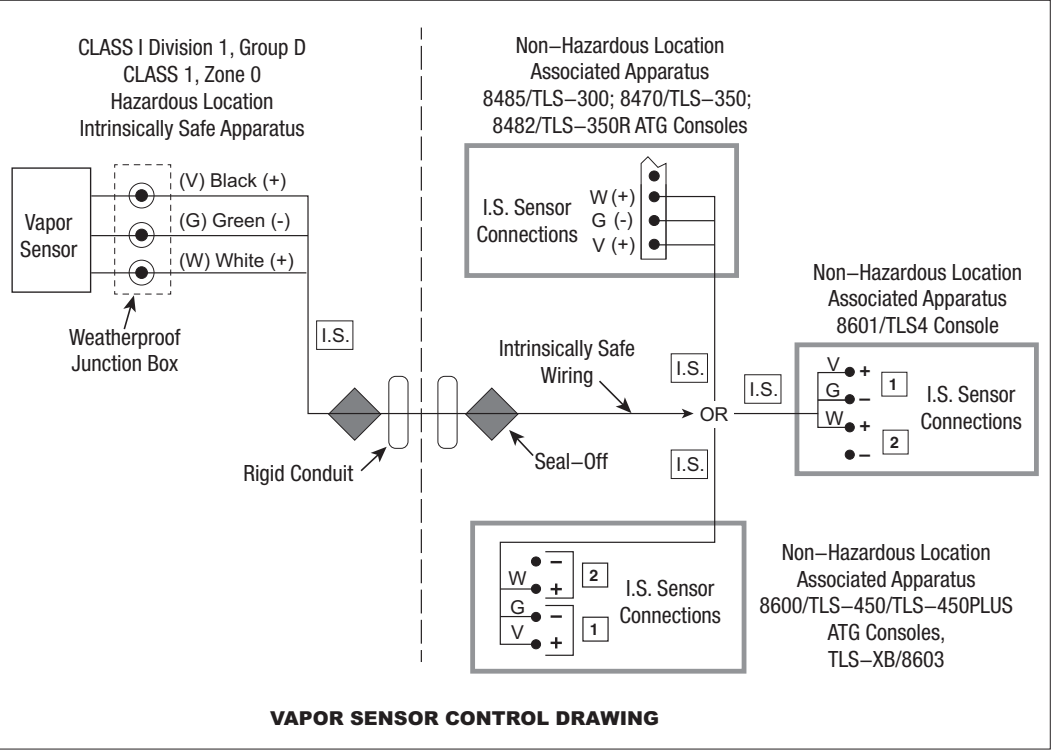 CLASS I Division 1, Group D
CLASS 1, Zone 0
Hazardous Location
Intrinsically Safe Apparatus
Non–Hazardous Location
Associated Apparatus
8485/TLS–300; 8470/TLS–350;
8482/TLS–350R ATG Consoles
Vapor
Sensor
(V) Black (+)
(G) Green (-)
(W) White (+)
Weatherproof
Junction Box
I.S.
I.S. Sensor
Connections
W (+)
G (-)
V (+)
Non–Hazardous Location
Associated Apparatus
8601/TLS4 Console
Intrinsically Safe
Wiring
I.S.
I.S.
OR
V +
G –
W +
–
1
2
I.S. Sensor
Connections
Rigid Conduit
Seal–Off
I.S.
–
W +
G –
V +
2
1
I.S. Sensor
Connections
Non–Hazardous Location
Associated Apparatus
8600/TLS–450/TLS–450PLUS
ATG Consoles,
TLS–XB/8603
VAPOR SENSOR CONTROL DRAWING